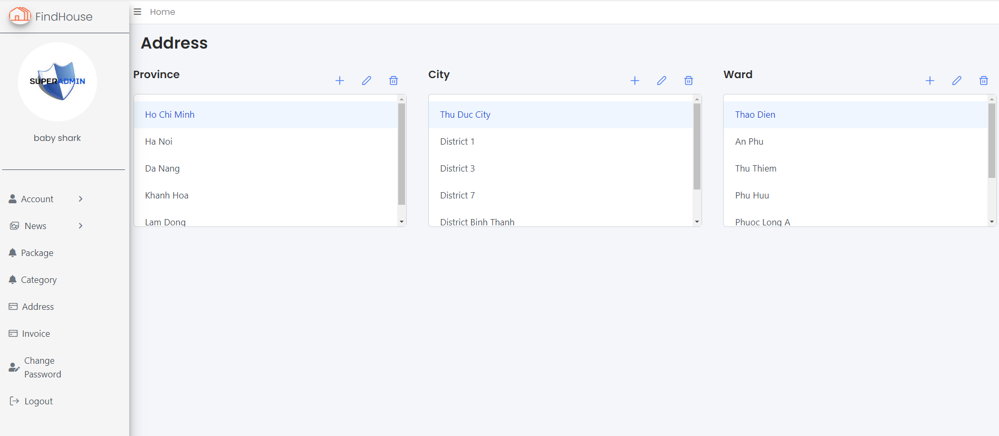 FindHouse
SUPERADMIN
baby shark
Account
News
Package
Category
Address
Invoice
Change
Password
Logout
Home
Address
Province
Ho Chi Minh
Ha Noi
Da Nang
Khanh Hoa
Lam Dong
City
Thu Duc City
District 1
District 3
District 7
District Binh Thanh
Ward
Thao Dien
An Phu
Thu Thiem
Phu Huu
Phuoc Long A